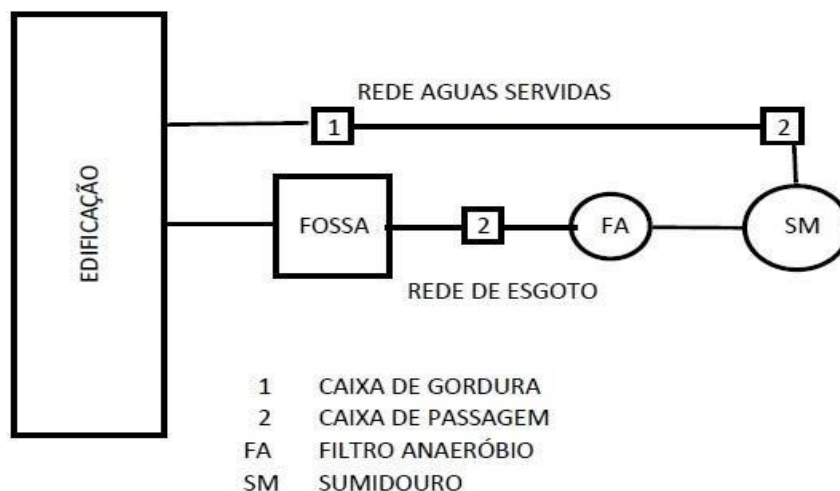 EDIFICAÇÃO
REDE AGUAS SERVIDAS
1
2
FOSSA
2
FA
SM
REDE DE ESGOTO
1 CAIXA DE GORDURA
2 CAIXA DE PASSAGEM
FA FILTRO ANAERÓBIO
SM SUMIDOURO